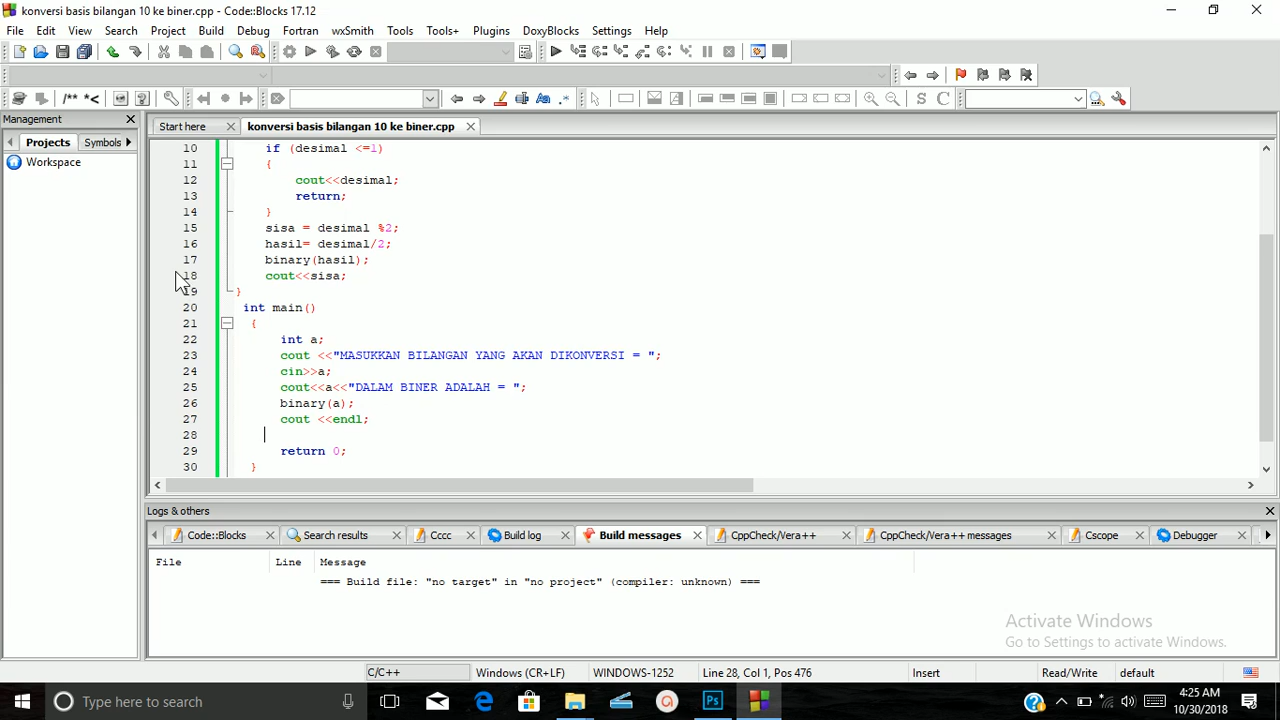 konversi basis bilangan 10 ke biner.cpp - Code::Blocks 17.12
File Edit View Search Project Build Debug Fortran wxSmith Tools Tools+ Plugins DoxyBlocks Settings Help
/** *<
S C
Management
Start here
konversi basis bilangan 10 ke biner.cpp
Projects Symbols
Workspace
10 if (desimal <=1)
11 {
12 cout<<desimal;
13 return;
14 }
15 sisa = desimal %2;
16 hasil= desimal/2;
17 binary(hasil);
18 cout<<sisa;
19 }
20 int main()
21 {
22 int a;
23 cout <<"MASUKKAN BILANGAN YANG AKAN DIKONVERSI = ";
24 cin>>a;
25 cout<<a<<"DALAM BINER ADALAH = ";
26 binary(a);
27 cout <<endl;
28
29 return 0;
30 }
Logs & others
Code::Blocks Search results Cccc Build log Build messages CppCheck/Vera++ CppCheck/Vera++ messages Cscope Debugger
File Line Message
=== Build file: "no target" in "no project" (compiler: unknown) ===
Activate Windows
Go to Settings to activate Windows.
C/C++ Windows (CR+LF) WINDOWS-1252 Line 28, Col 1, Pos 476 Insert Read/Write default
Type here to search
Ps
4:25 AM
10/30/2018